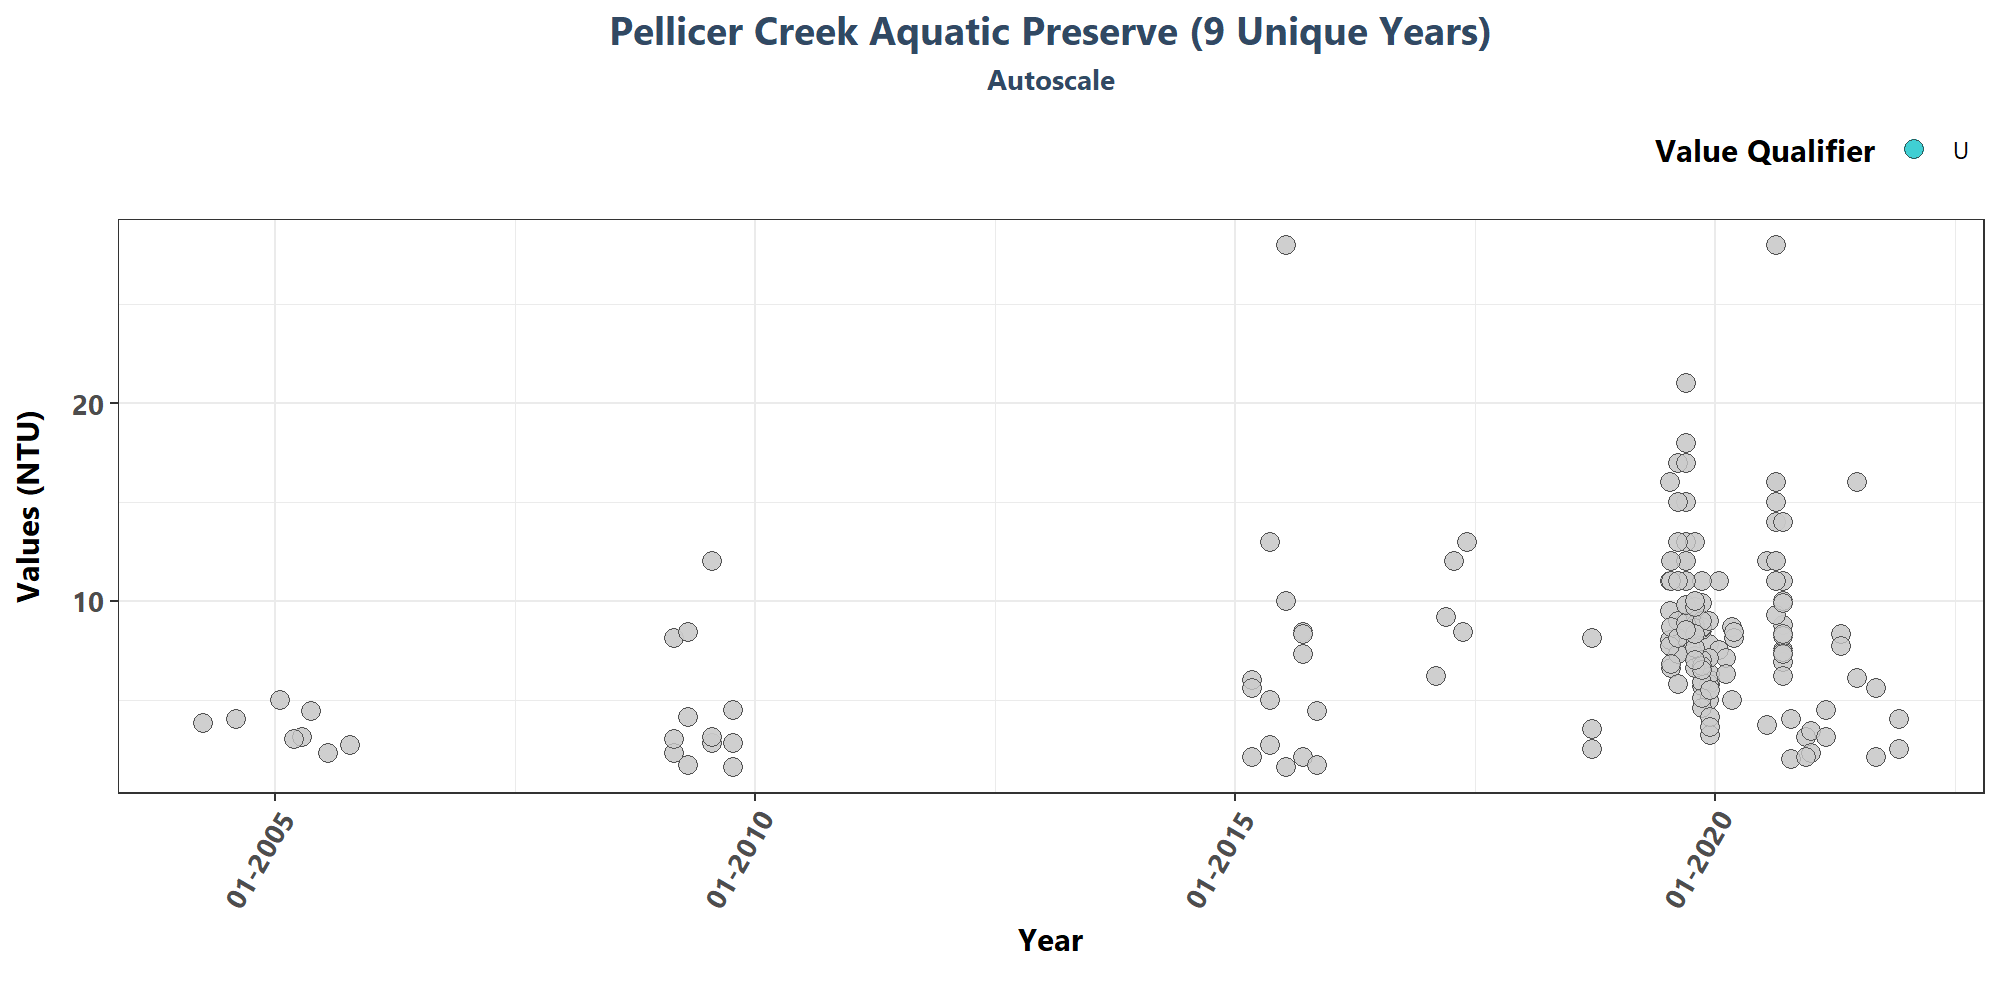 Pellicer Creek Aquatic Preserve (9 Unique Years)
Autoscale
Value Qualifier U
Values (NTU)
20
10
01-2005 01-2010 01-2015 01-2020
Year